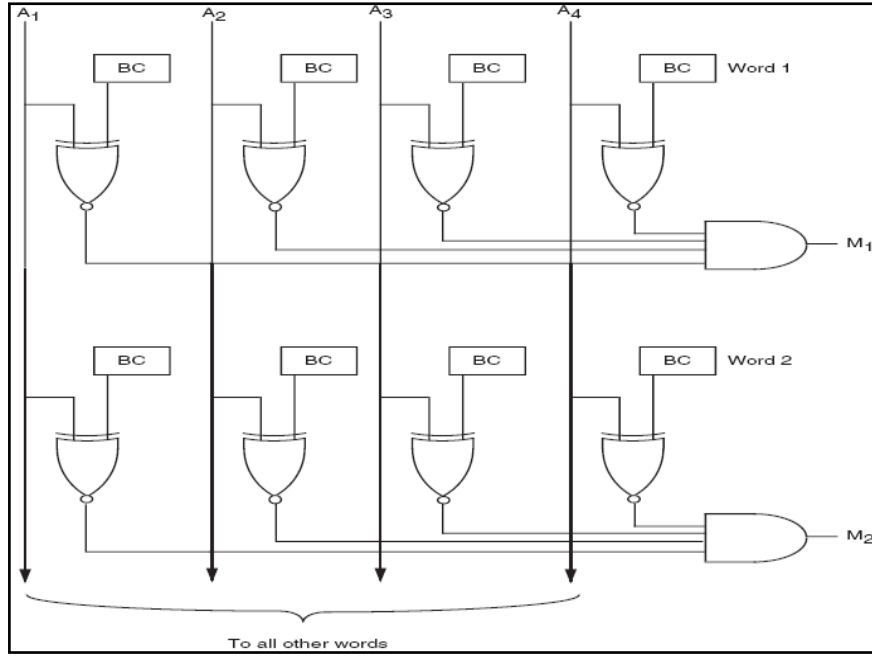 A1 A2 A3 A4
BC BC BC BC Word 1
M1
BC BC BC BC Word 2
M2
To all other words